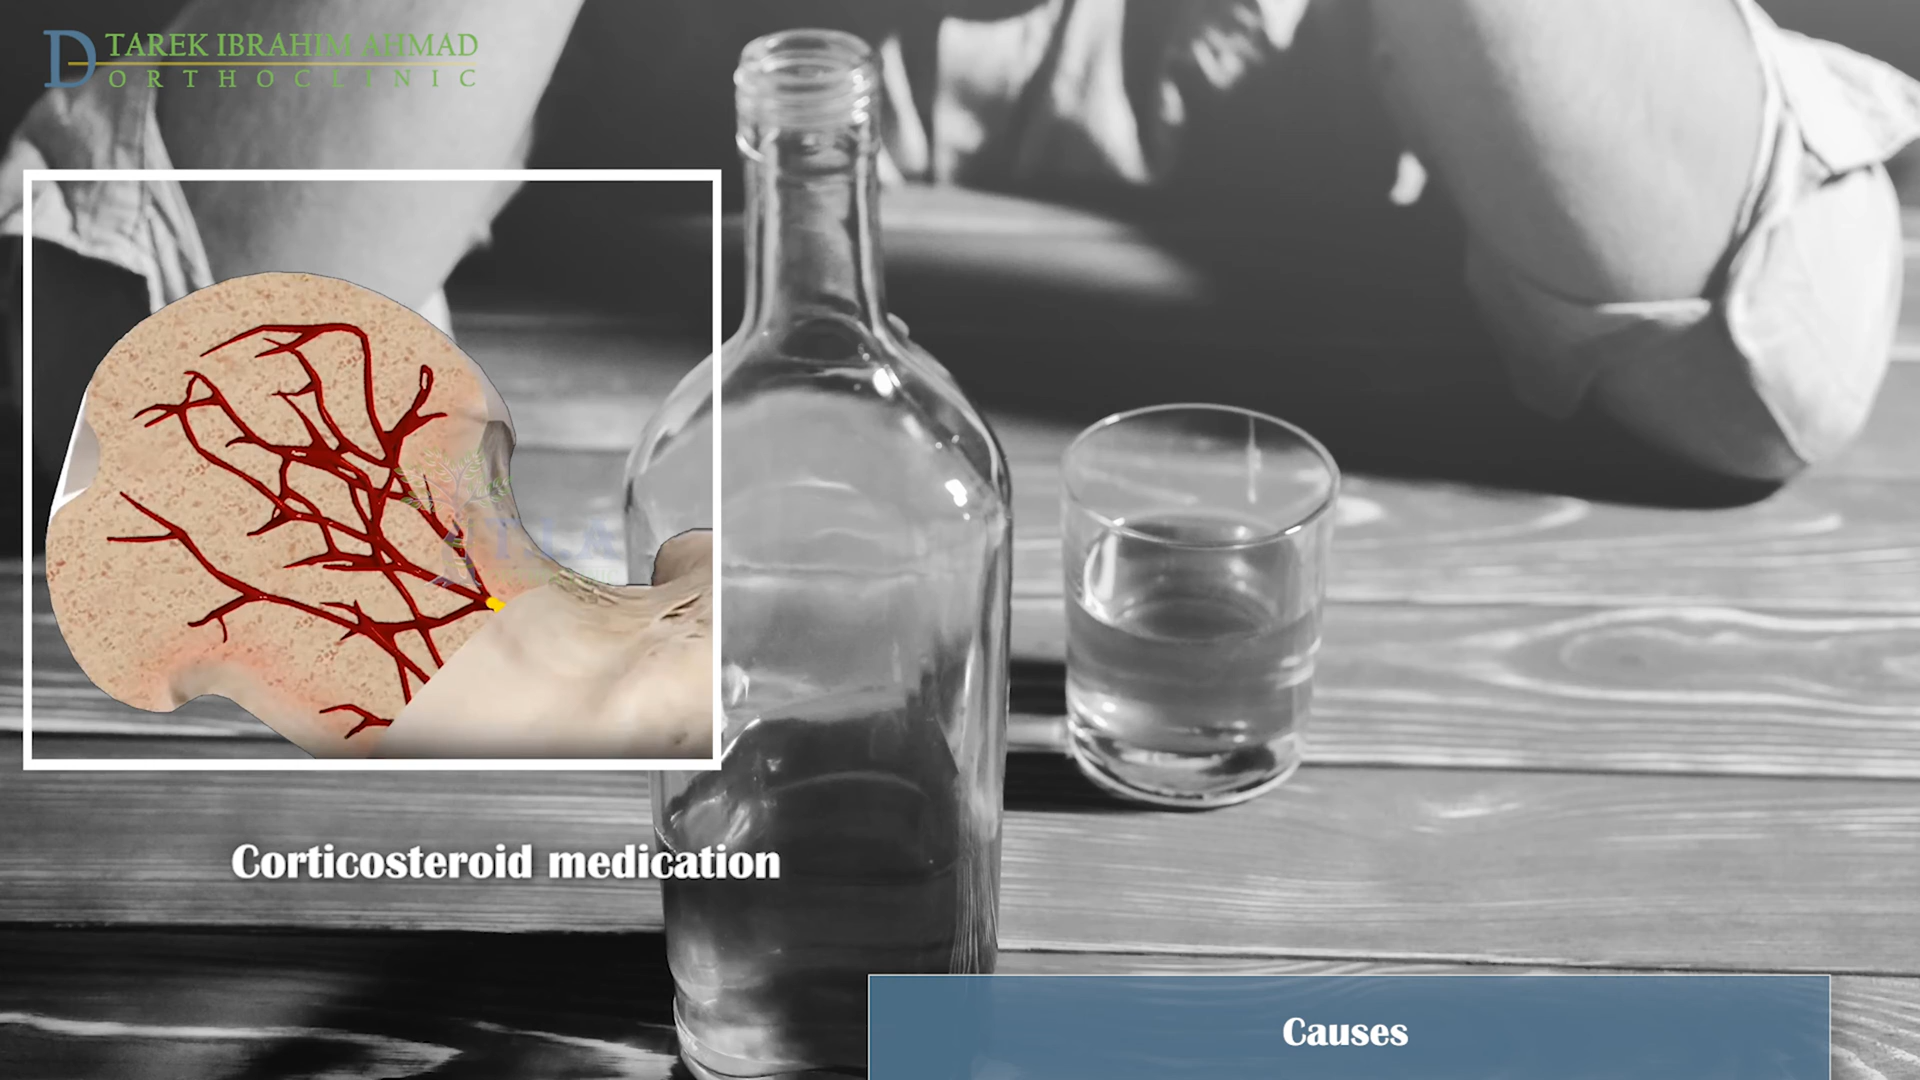 D TAREK IBRAHIM AHMAD
ORTHOCLINIC
T.I.A
Corticosteroid medication
Causes